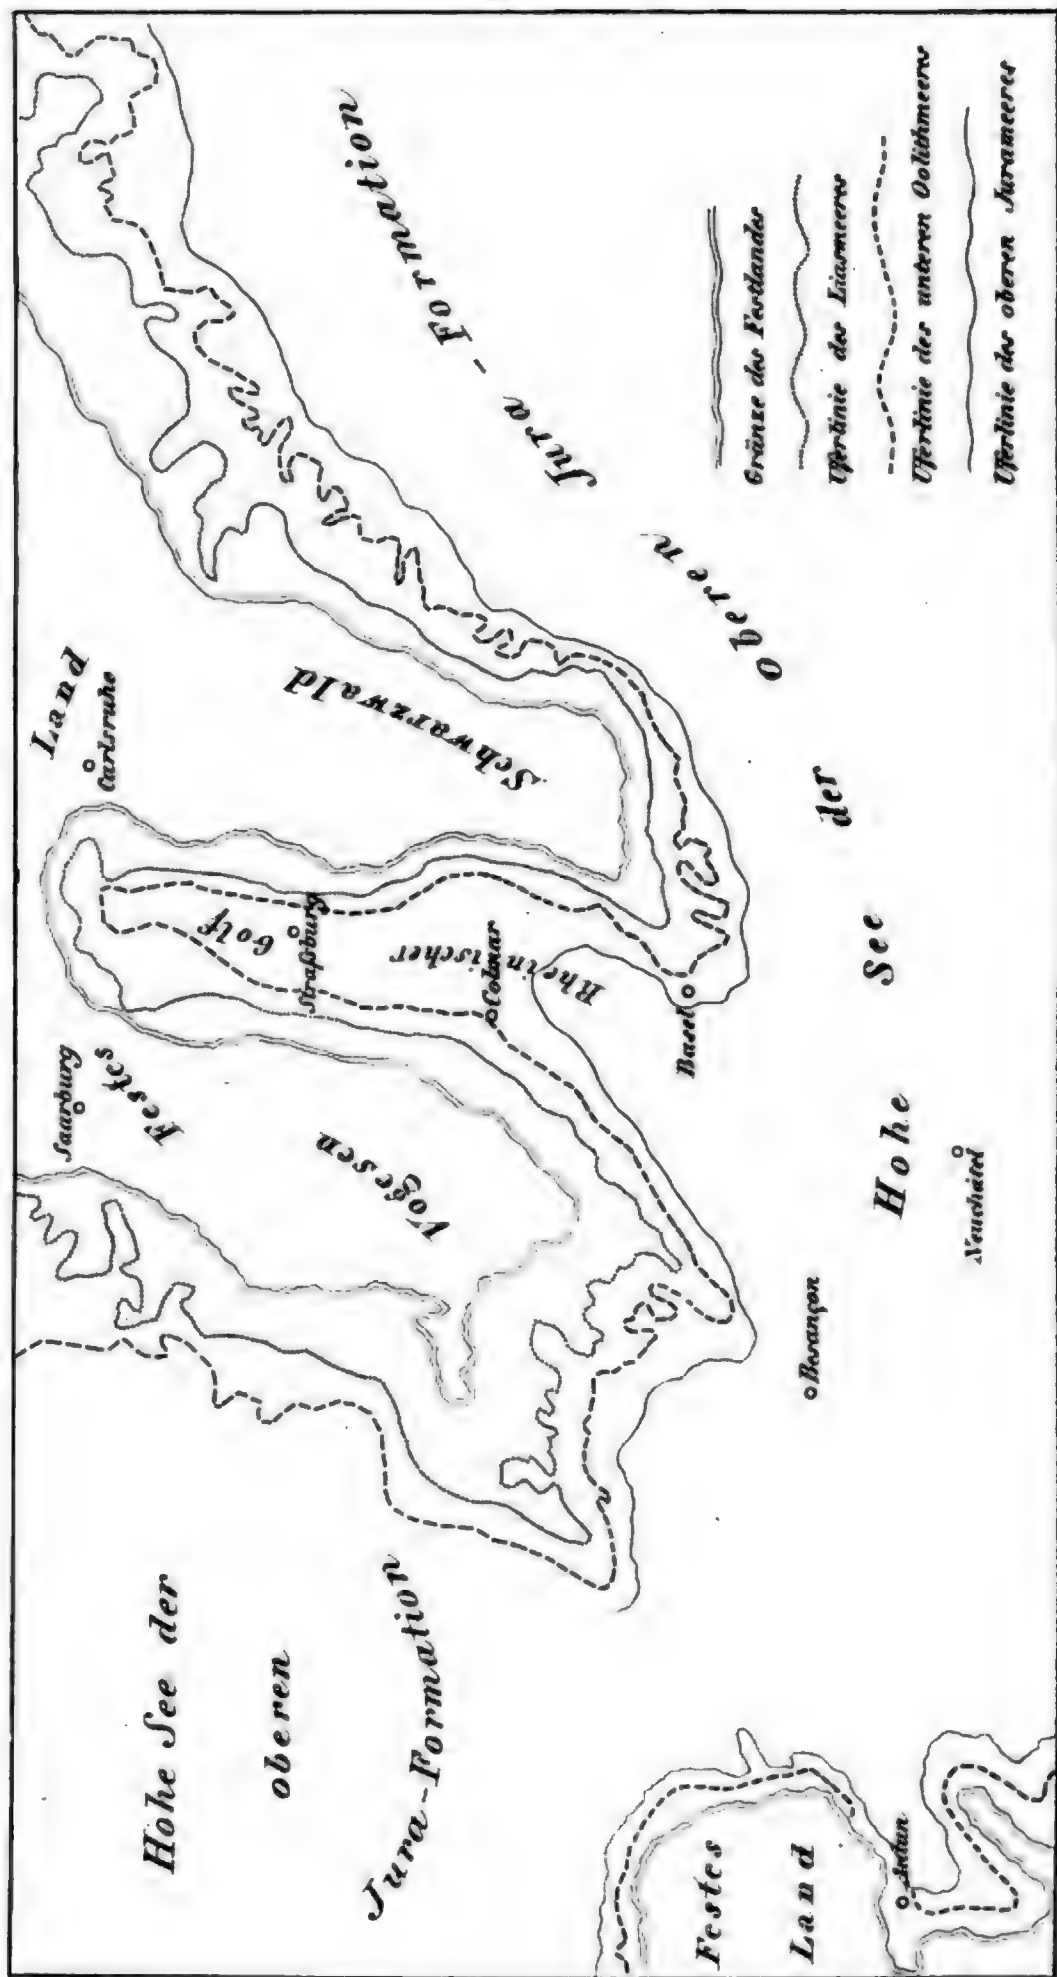 Hohe See der
oberen
Jura-Formation
Saarburg
Festes
Land
Carlsruhe
Vogesen
Golf
Straßburg
Rheinischer
Colmar
Schwarzwald
Basel
Besançon
Neuchâtel
Hohe See der oberen Jura-Formation
Festes
Land
Autun
Gränze des Festlandes
Uferlinie des Liasmeeres
Uferlinie des unteren Oolithmeers
Uferlinie des oberen Jurameeres